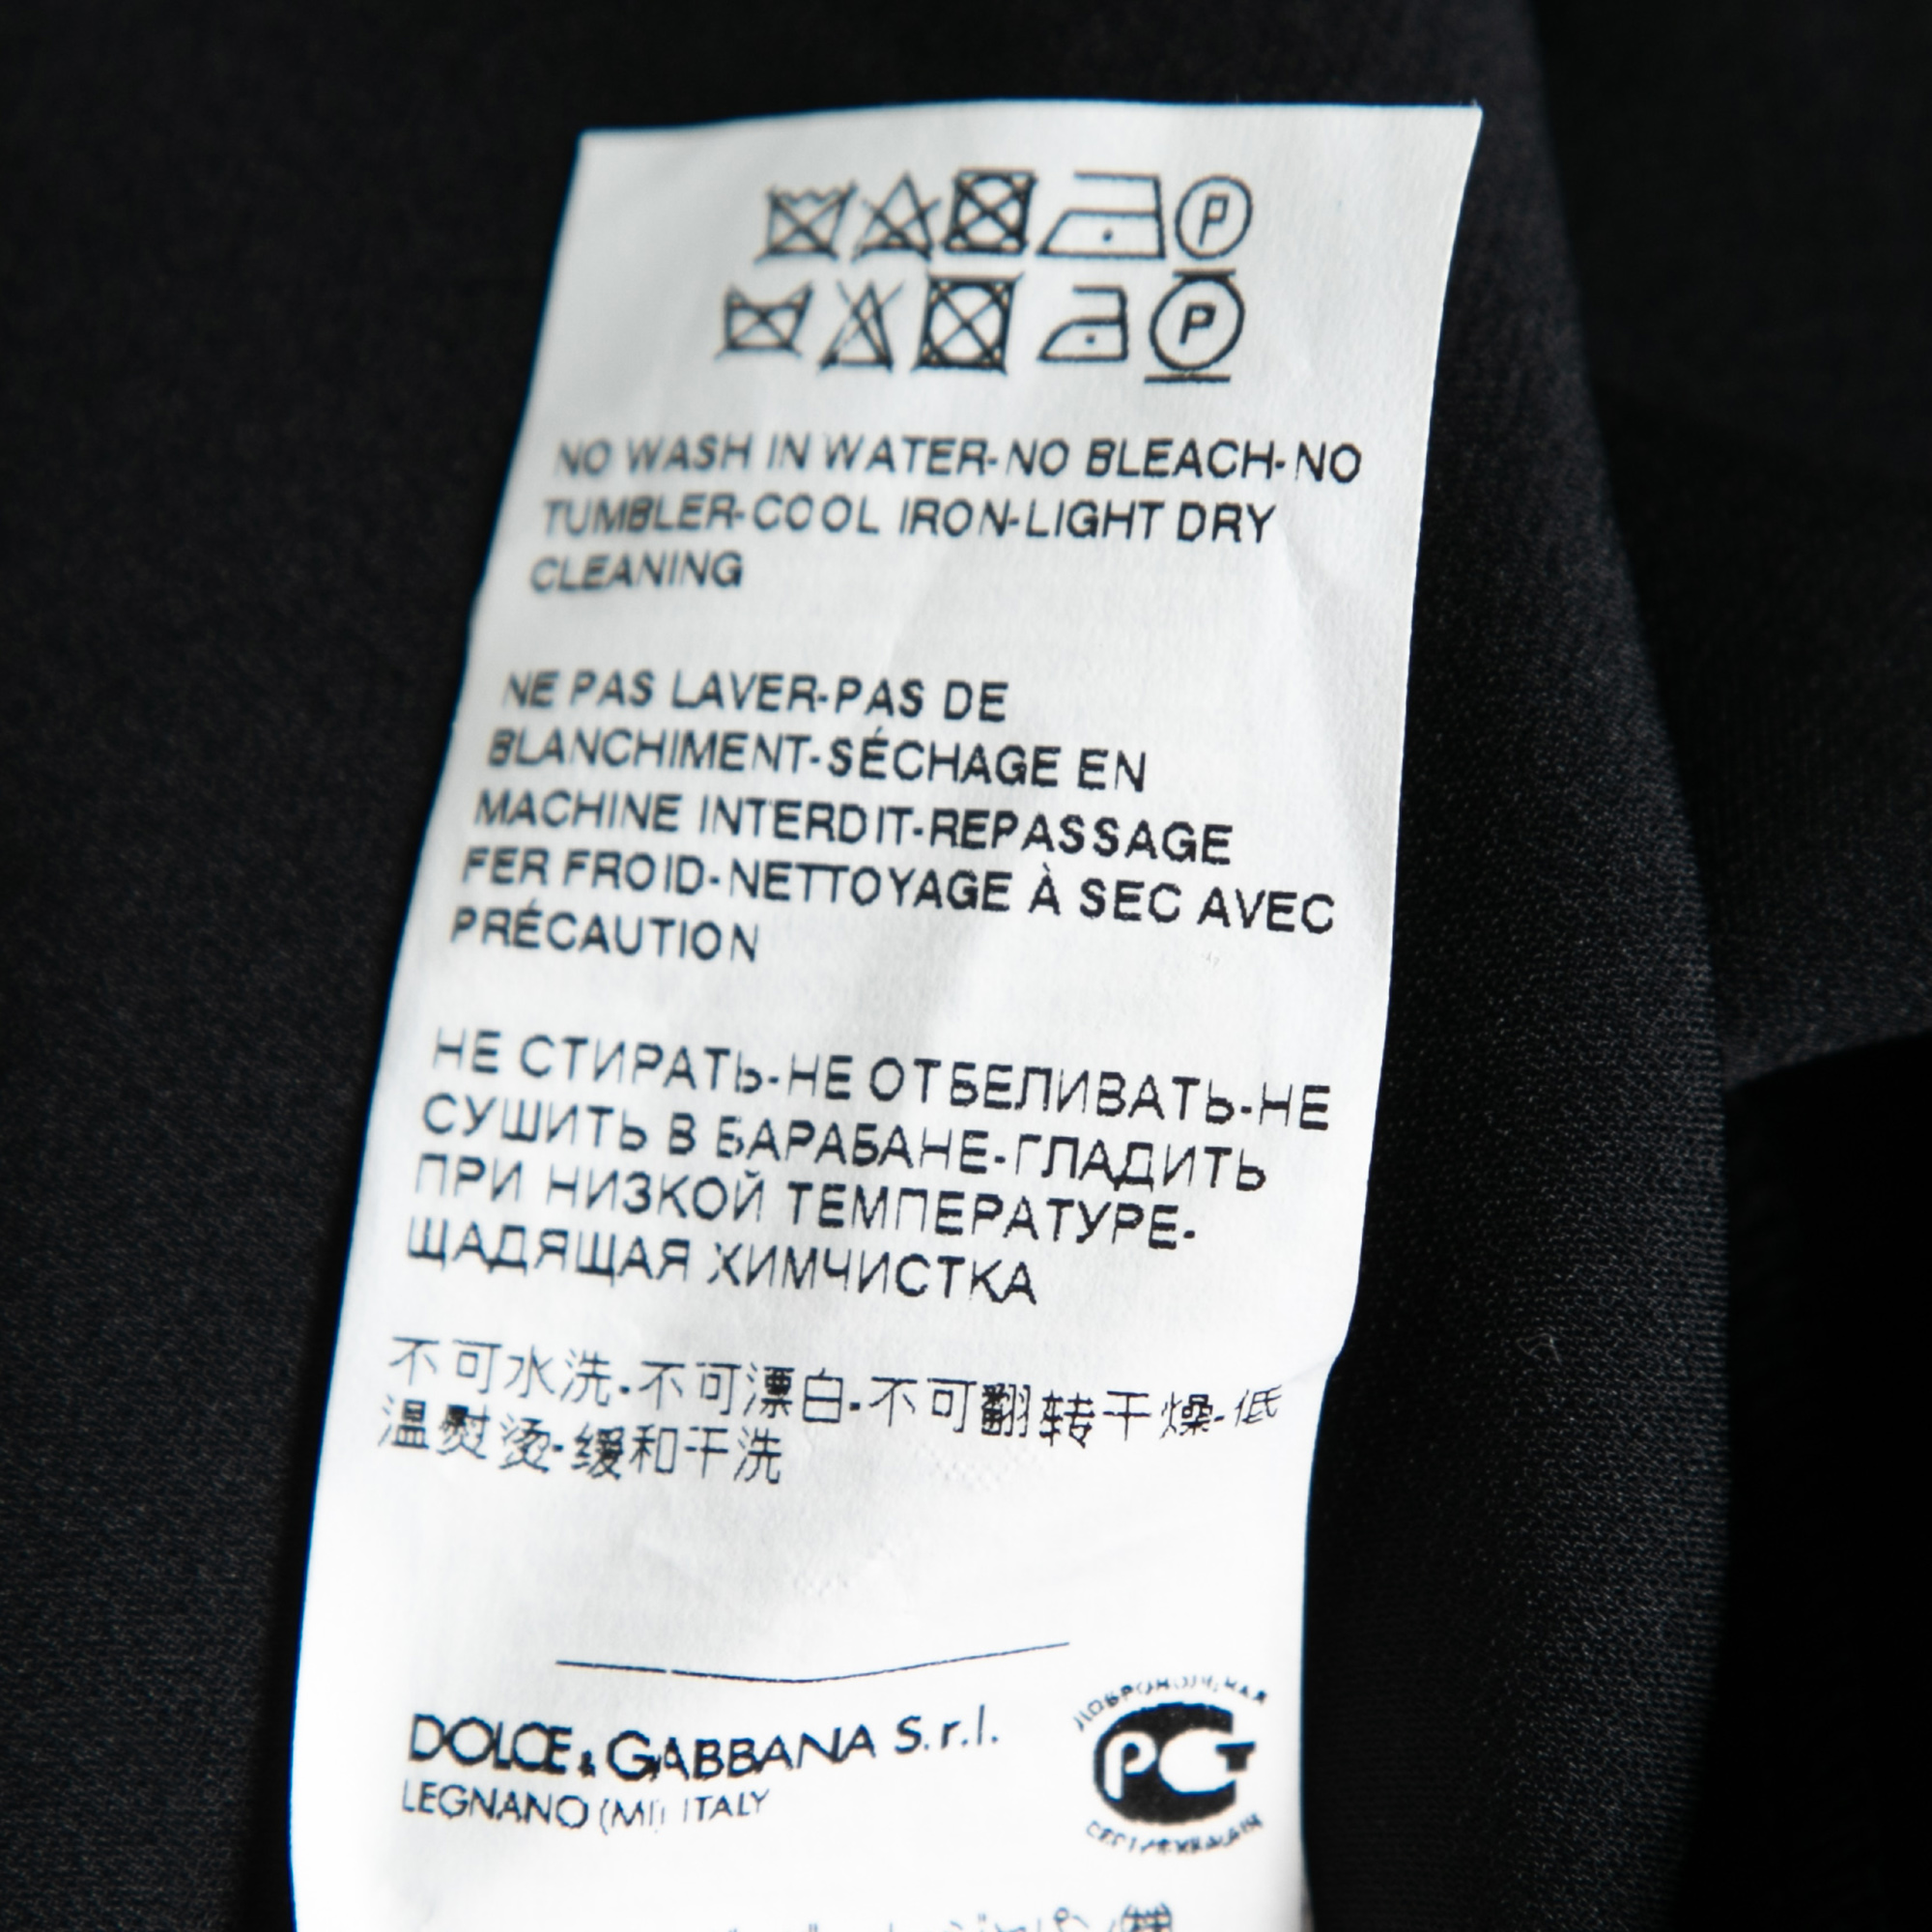 P
P
NO WASH IN WATER-NO BLEACH-NO
TUMBLER-COOL IRON-LIGHT DRY
CLEANING
NE PAS LAVER-PAS DE
BLANCHIMENT-SÉCHAGE EN
MACHINE INTERDIT-REPASSAGE
FER FROID-NETTOYAGE À SEC AVEC
PRÉCAUTION
НЕ СТИРАТЬ-НЕ ОТБЕЛИВАТЬ-НЕ
СУШИТЬ В БАРАБАНЕ-ГЛАДИТЬ
ПРИ НИЗКОЙ ТЕМПЕРАТУРЕ-
ЩАДЯЩАЯ ХИМЧИСТКА
不可水洗-不可漂白-不可翻转干燥-低
温熨烫-缓和干洗
DOLCE & GABBANA S.r.l.
LEGNANO (MI) ITALY
ДОБРОВОЛЬНАЯ
РСТ
СЕРТИФИКАЦИЯ